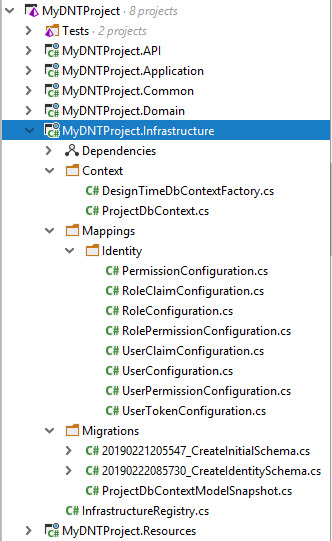 MyDNTProject · 8 projects
Tests · 2 projects
MyDNTProject.API
MyDNTProject.Application
MyDNTProject.Common
MyDNTProject.Domain
MyDNTProject.Infrastructure
Dependencies
Context
C# DesignTimeDbContextFactory.cs
C# ProjectDbContext.cs
Mappings
Identity
C# PermissionConfiguration.cs
C# RoleClaimConfiguration.cs
C# RoleConfiguration.cs
C# RolePermissionConfiguration.cs
C# UserClaimConfiguration.cs
C# UserConfiguration.cs
C# UserPermissionConfiguration.cs
C# UserTokenConfiguration.cs
Migrations
C# 20190221205547_CreateInitialSchema.cs
C# 20190222085730_CreateIdentitySchema.cs
C# ProjectDbContextModelSnapshot.cs
C# InfrastructureRegistry.cs
MyDNTProject.Resources